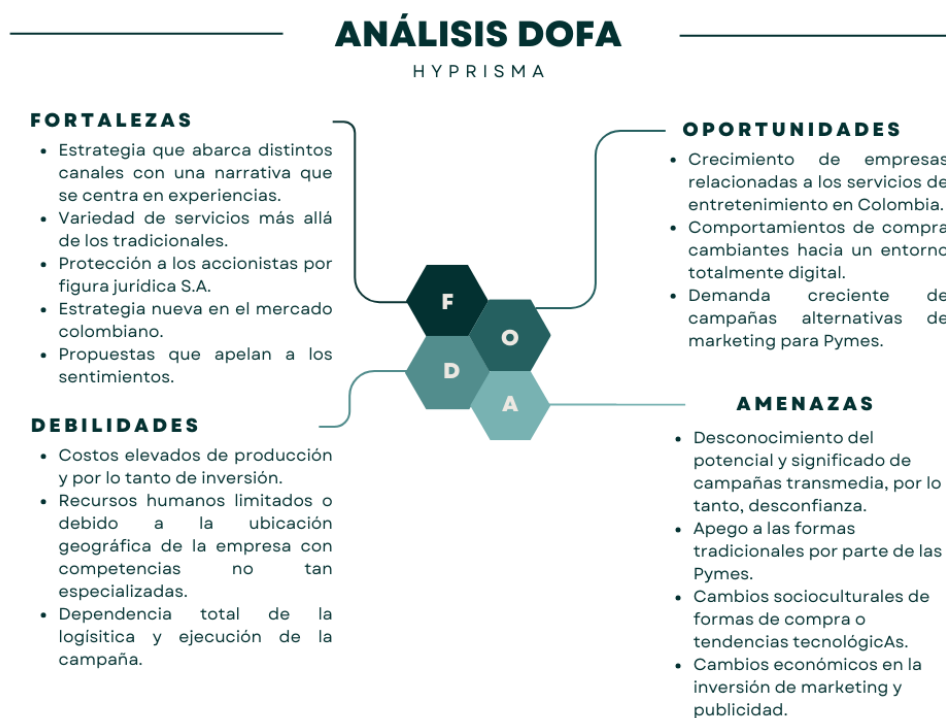 ANÁLISIS DOFA
HYPRISMA
FORTALEZAS
• Estrategia que abarca distintos
canales con una narrativa que
se centra en experiencias.
• Variedad de servicios más allá
de los tradicionales.
• Protección a los accionistas por
figura jurídica S.A.
• Estrategia nueva en el mercado
colombiano.
• Propuestas que apelan a los
sentimientos.
DEBILIDADES
• Costos elevados de producción
y por lo tanto de inversión.
• Recursos humanos limitados o
debido a la ubicación
geográfica de la empresa con
competencias no tan
especializadas.
• Dependencia total de la
logísitica y ejecución de la
campaña.
F
O
D
A
OPORTUNIDADES
• Crecimiento de empresas
relacionadas a los servicios de
entretenimiento en Colombia.
• Comportamientos de compra
cambiantes hacia un entorno
totalmente digital.
• Demanda creciente de
campañas alternativas de
marketing para Pymes.
AMENAZAS
• Desconocimiento del
potencial y significado de
campañas transmedia, por lo
tanto, desconfianza.
• Apego a las formas
tradicionales por parte de las
Pymes.
• Cambios socioculturales de
formas de compra o
tendencias tecnológicAs.
• Cambios económicos en la
inversión de marketing y
publicidad.